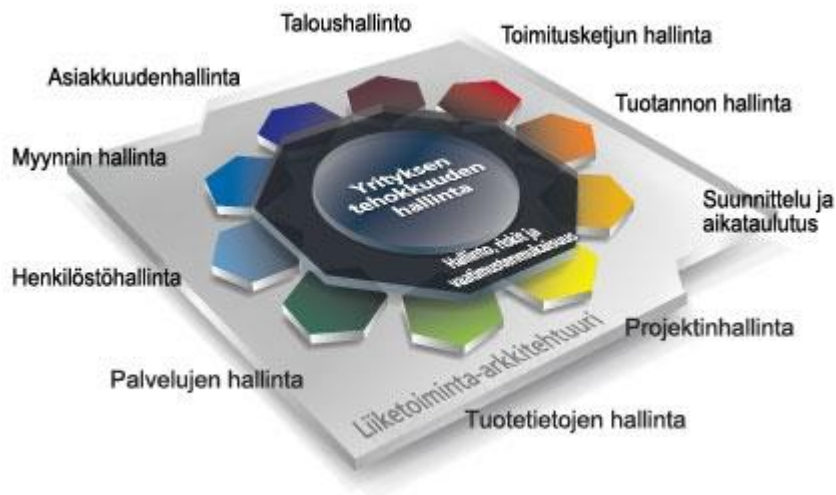 Taloushallinto
Toimitusketjun hallinta
Asiakkuudenhallinta
Tuotannon hallinta
Myynnin hallinta
Yrityksen
tehokkuuden
hallinta
Suunnittelu ja
aikataulutus
Hallinto, riskit ja
vaatimustenmukaisuus
Henkilöstöhallinta
Projektinhallinta
Liiketoiminta-arkkitehtuuri
Palvelujen hallinta
Tuotetietojen hallinta